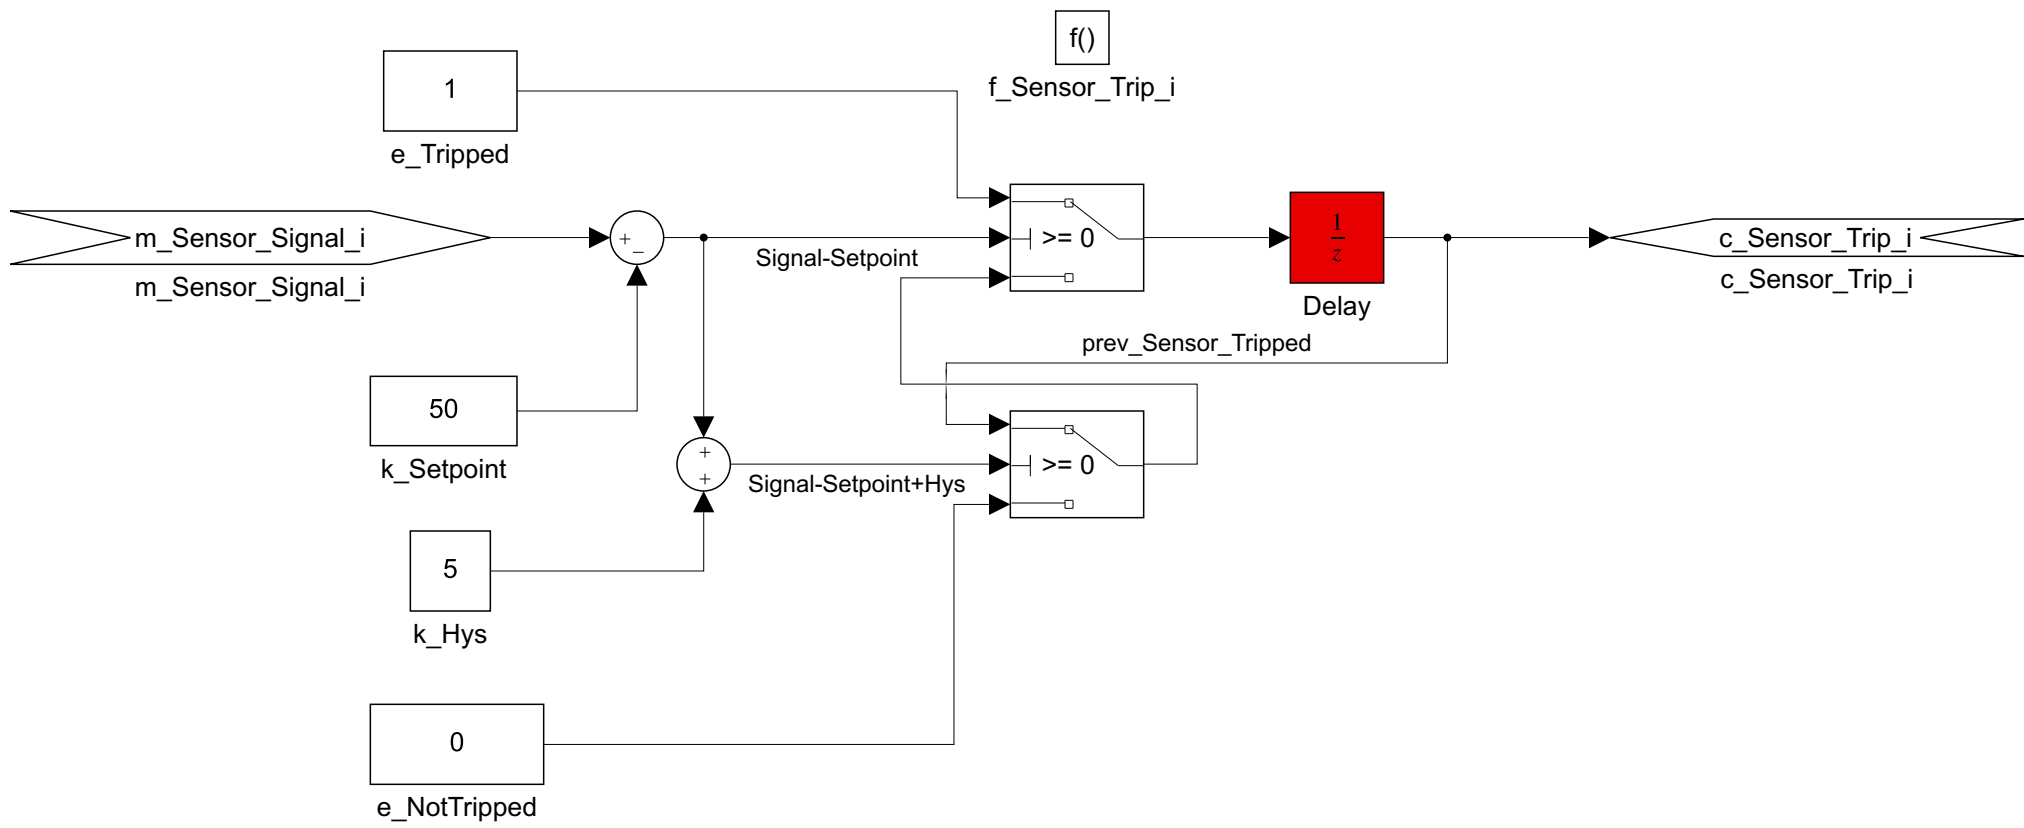 f()
f_Sensor_Trip_i
1
e_Tripped
m_Sensor_Signal_i
m_Sensor_Signal_i
+
−
Signal-Setpoint
>= 0
1
z
Delay
c_Sensor_Trip_i
c_Sensor_Trip_i
prev_Sensor_Tripped
50
k_Setpoint
+
+
Signal-Setpoint+Hys
>= 0
5
k_Hys
0
e_NotTripped